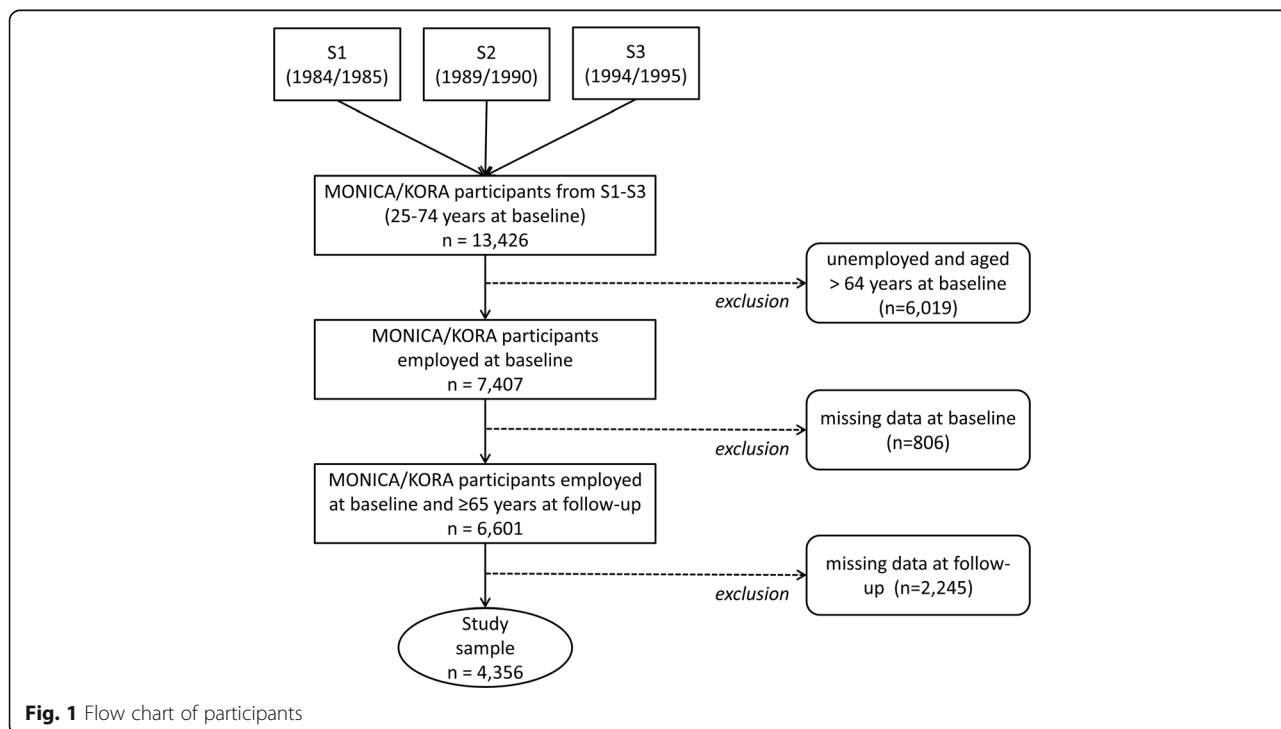 S1
(1984/1985)
S2
(1989/1990)
S3
(1994/1995)
MONICA/KORA participants from S1-S3
(25-74 years at baseline)
n = 13,426
unemployed and aged
> 64 years at baseline
(n=6,019)
exclusion
MONICA/KORA participants
employed at baseline
n = 7,407
missing data at baseline
(n=806)
exclusion
MONICA/KORA participants employed
at baseline and ≥65 years at follow-up
n = 6,601
missing data at follow-
up (n=2,245)
exclusion
Study
sample
n = 4,356
Fig. 1 Flow chart of participants